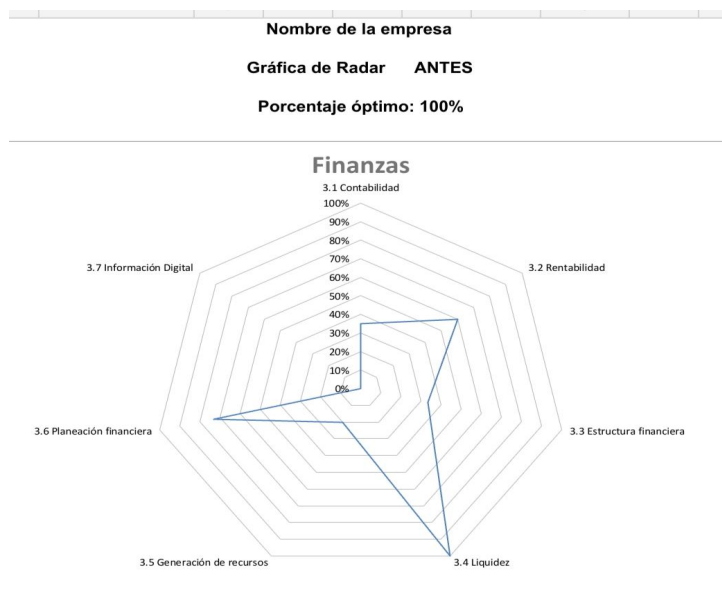 Nombre de la empresa
Gráfica de Radar ANTES
Porcentaje óptimo: 100%
Finanzas
3.1 Contabilidad
100%
90%
80%
70%
60%
50%
40%
30%
20%
10%
0%
3.2 Rentabilidad
3.3 Estructura financiera
3.4 Liquidez
3.5 Generación de recursos
3.6 Planeación financiera
3.7 Información Digital